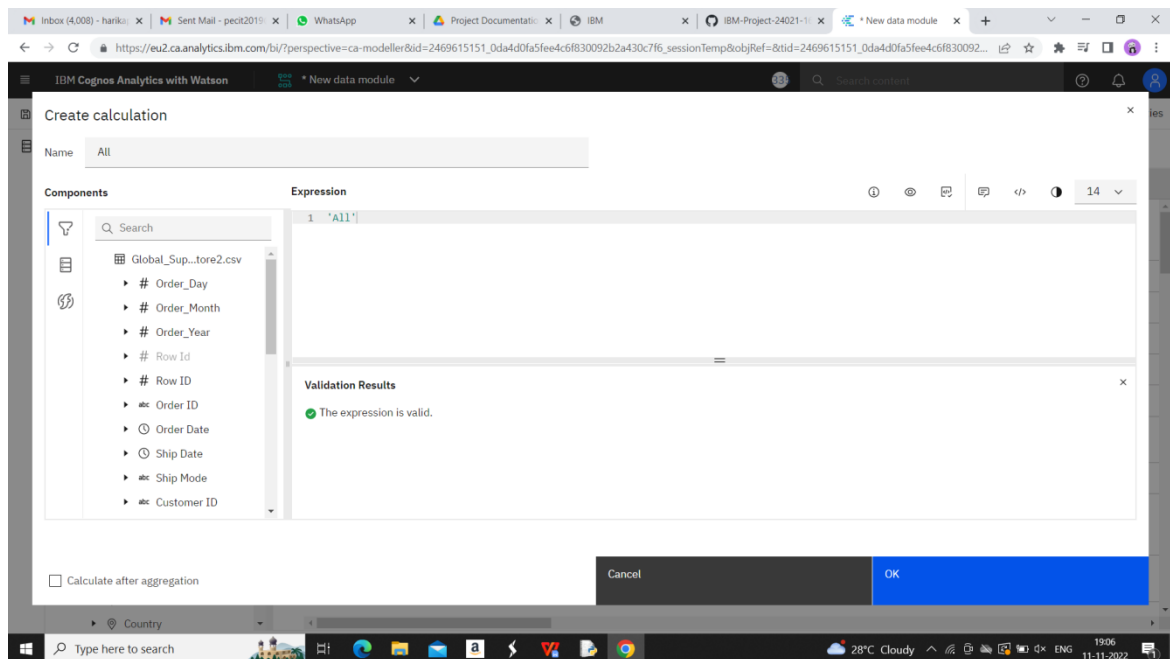 Inbox (4,008) - harika
Sent Mail - pecit2019
WhatsApp
Project Documentatio
IBM
IBM-Project-24021-1
* New data module
https://eu2.ca.analytics.ibm.com/bi/?perspective=ca-modeller&id=2469615151_0da4d0fa5fee4c6f830092b2a430c7f6_sessionTemp&objRef=&tid=2469615151_0da4d0fa5fee4c6f830092...
IBM Cognos Analytics with Watson
* New data module
Search content
Create calculation
ies
Name
All
Components
Expression
14
Search
1 'All'
Global_Sup...tore2.csv
# Order_Day
# Order_Month
# Order_Year
# Row Id
# Row ID
abc Order ID
Order Date
Ship Date
abc Ship Mode
abc Customer ID
Validation Results
The expression is valid.
Calculate after aggregation
Cancel
OK
Country
Type here to search
28°C Cloudy
ENG
19:06
11-11-2022